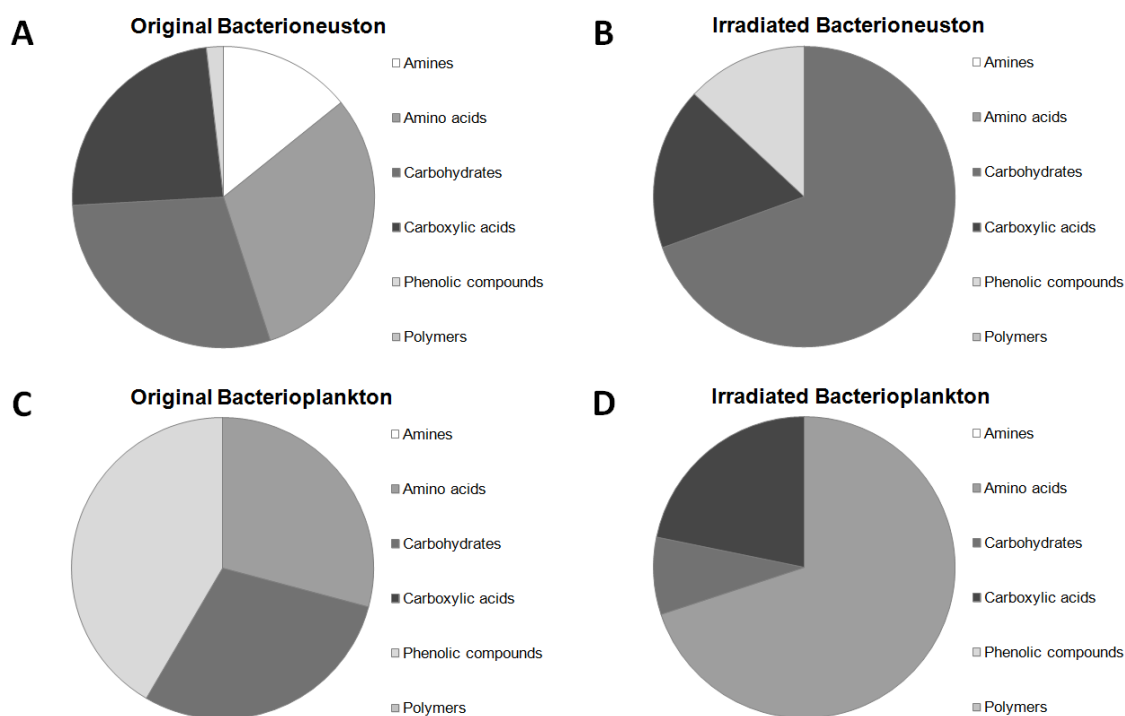 A
Original Bacterioneuston
Amines
Amino acids
Carbohydrates
Carboxylic acids
Phenolic compounds
Polymers
B
Irradiated Bacterioneuston
Amines
Amino acids
Carbohydrates
Carboxylic acids
Phenolic compounds
Polymers
C
Original Bacterioplankton
Amines
Amino acids
Carbohydrates
Carboxylic acids
Phenolic compounds
Polymers
D
Irradiated Bacterioplankton
Amines
Amino acids
Carbohydrates
Carboxylic acids
Phenolic compounds
Polymers